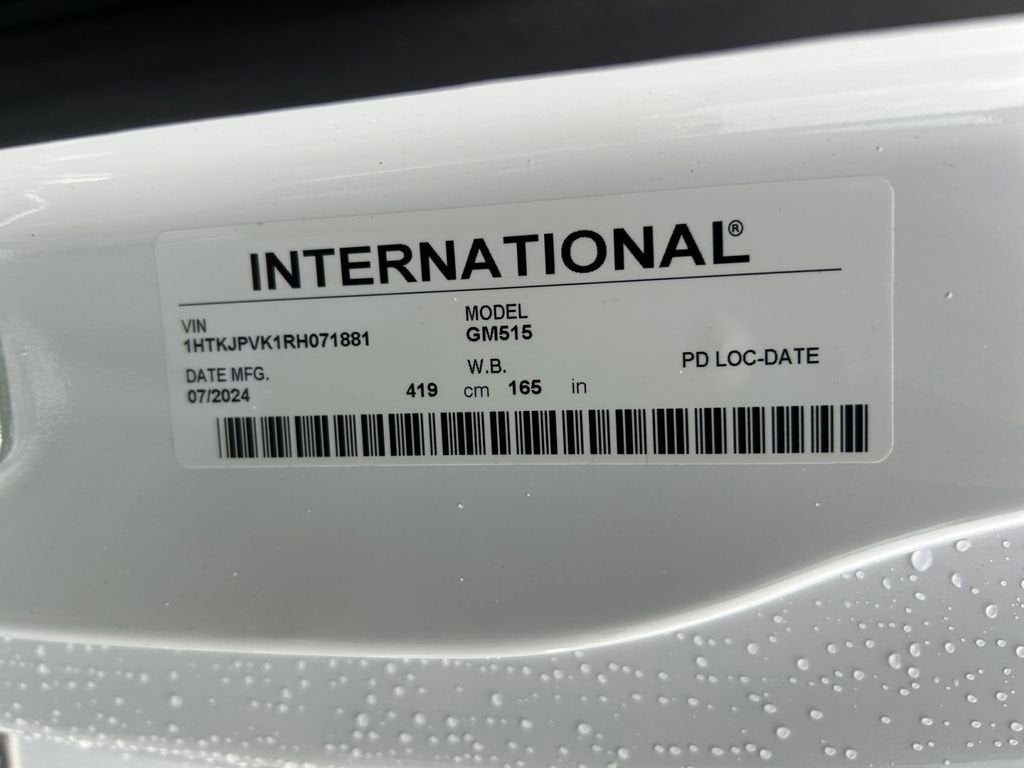 INTERNATIONAL®
VIN
1HTKJPVK1RH071881
MODEL
GM515
DATE MFG.
07/2024
W.B.
419 cm 165 in
PD LOC-DATE